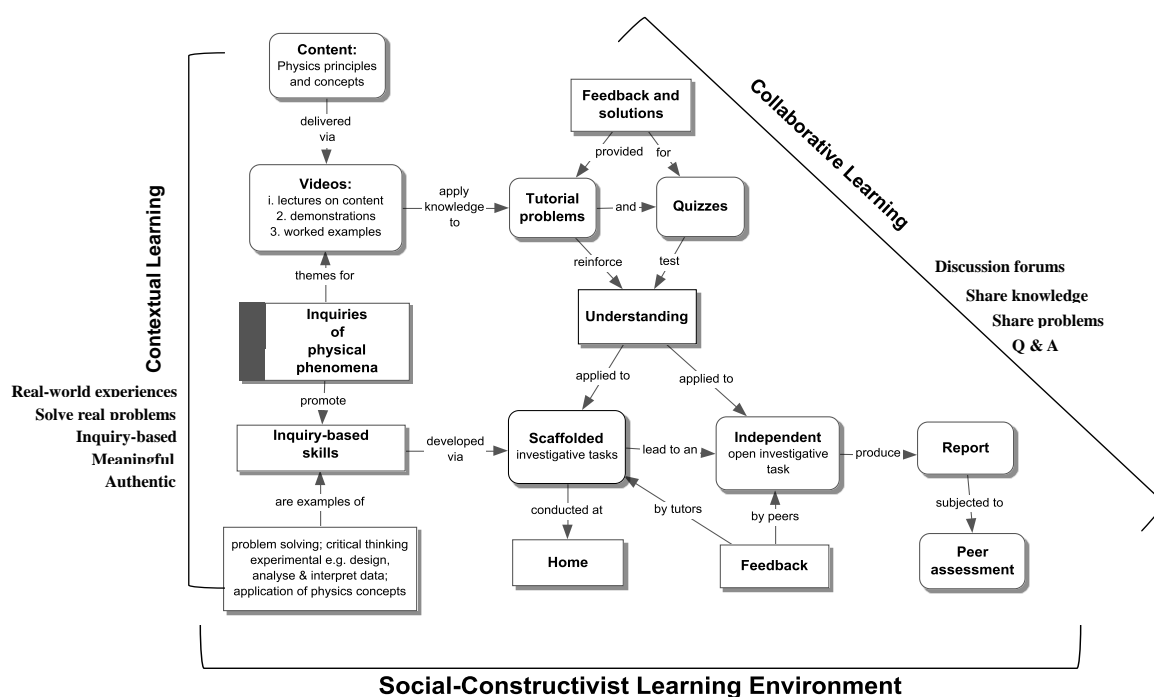 Content:
Physics principles
and concepts
delivered
via
Videos:
i. lectures on content
2. demonstrations
3. worked examples
apply
knowledge
to
Feedback and
solutions
provided
for
Tutorial
problems
and
Quizzes
reinforce
test
Understanding
themes for
Inquiries
of
physical
phenomena
promote
Inquiry-based
skills
are examples of
problem solving; critical thinking
experimental e.g. design,
analyse & interpret data;
application of physics concepts
developed
via
applied to
applied to
Scaffolded
investigative tasks
lead to an
Independent
open investigative
task
produce
Report
subjected to
Peer
assessment
conducted at
Home
by tutors
by peers
Feedback
Contextual Learning
Real-world experiences
Solve real problems
Inquiry-based
Meaningful
Authentic
Collaborative Learning
Discussion forums
Share knowledge
Share problems
Q & A
Social-Constructivist Learning Environment